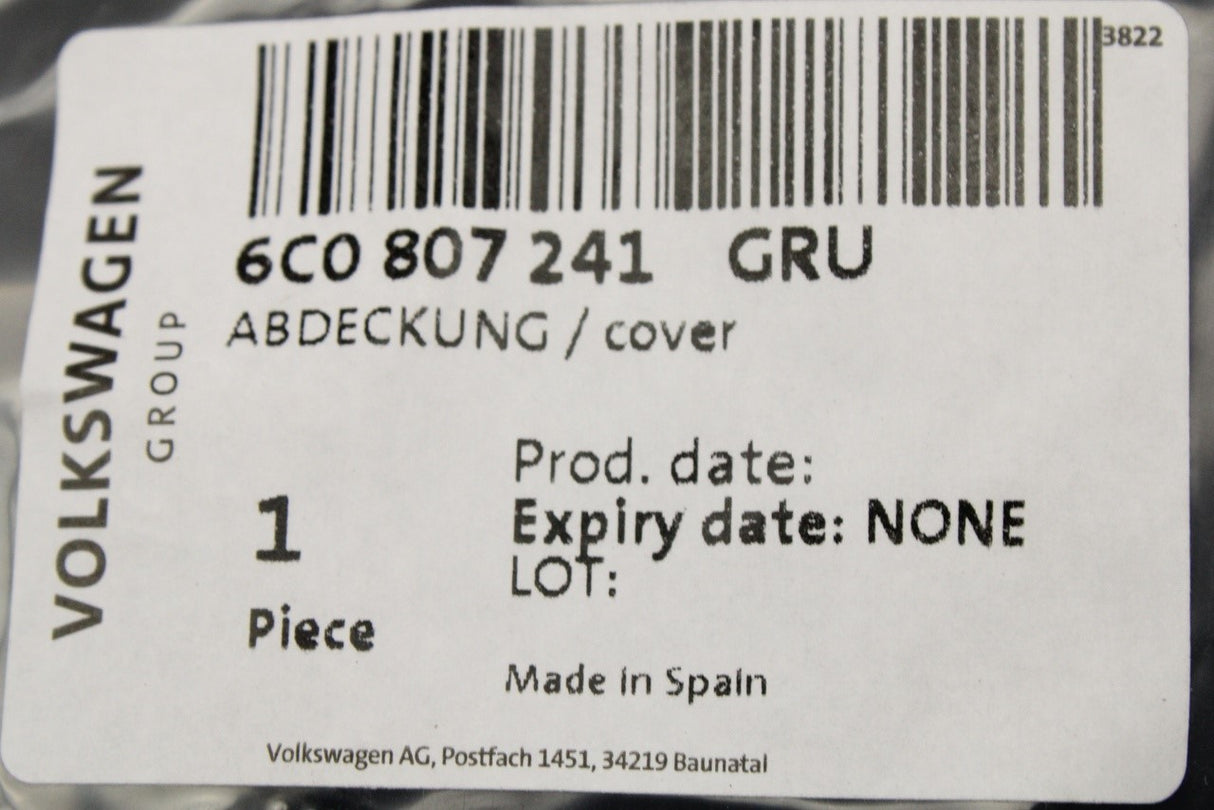 3822
6C0 807 241 GRU
ABDECKUNG / cover
VOLKSWAGEN
GROUP
Prod. date:
1
Expiry date: NONE
LOT:
Piece
Made in Spain
Volkswagen AG, Postfach 1451, 34219 Baunatal